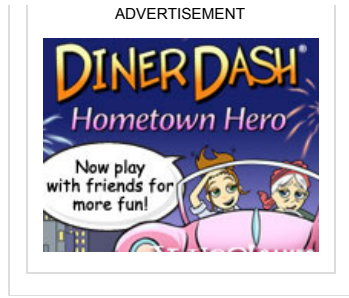 ADVERTISEMENT
DINER DASH®
Hometown Hero
Now play
with friends for
more fun!